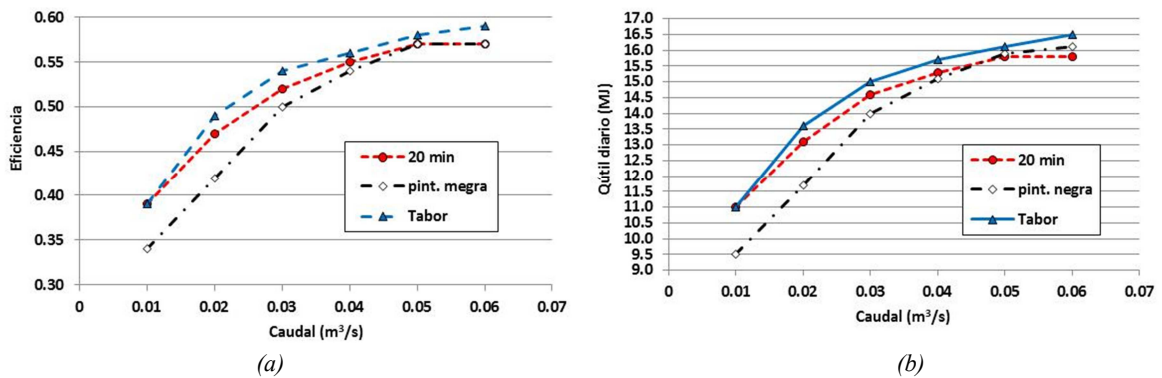 0.60
0.55
0.50
0.45
0.40
0.35
0.30
Eficiencia
0 0.01 0.02 0.03 0.04 0.05 0.06 0.07
Caudal (m³/s)
20 min
pint. megra
Tabor
(a)
17.0
16.5
16.0
15.5
15.0
14.5
14.0
13.5
13.0
12.5
12.0
11.5
11.0
10.5
10.0
9.5
9.0
Qútil diario (MJ)
0 0.01 0.02 0.03 0.04 0.05 0.06 0.07
Caudal (m³/s)
20 min
pint. negra
Tabor
(b)